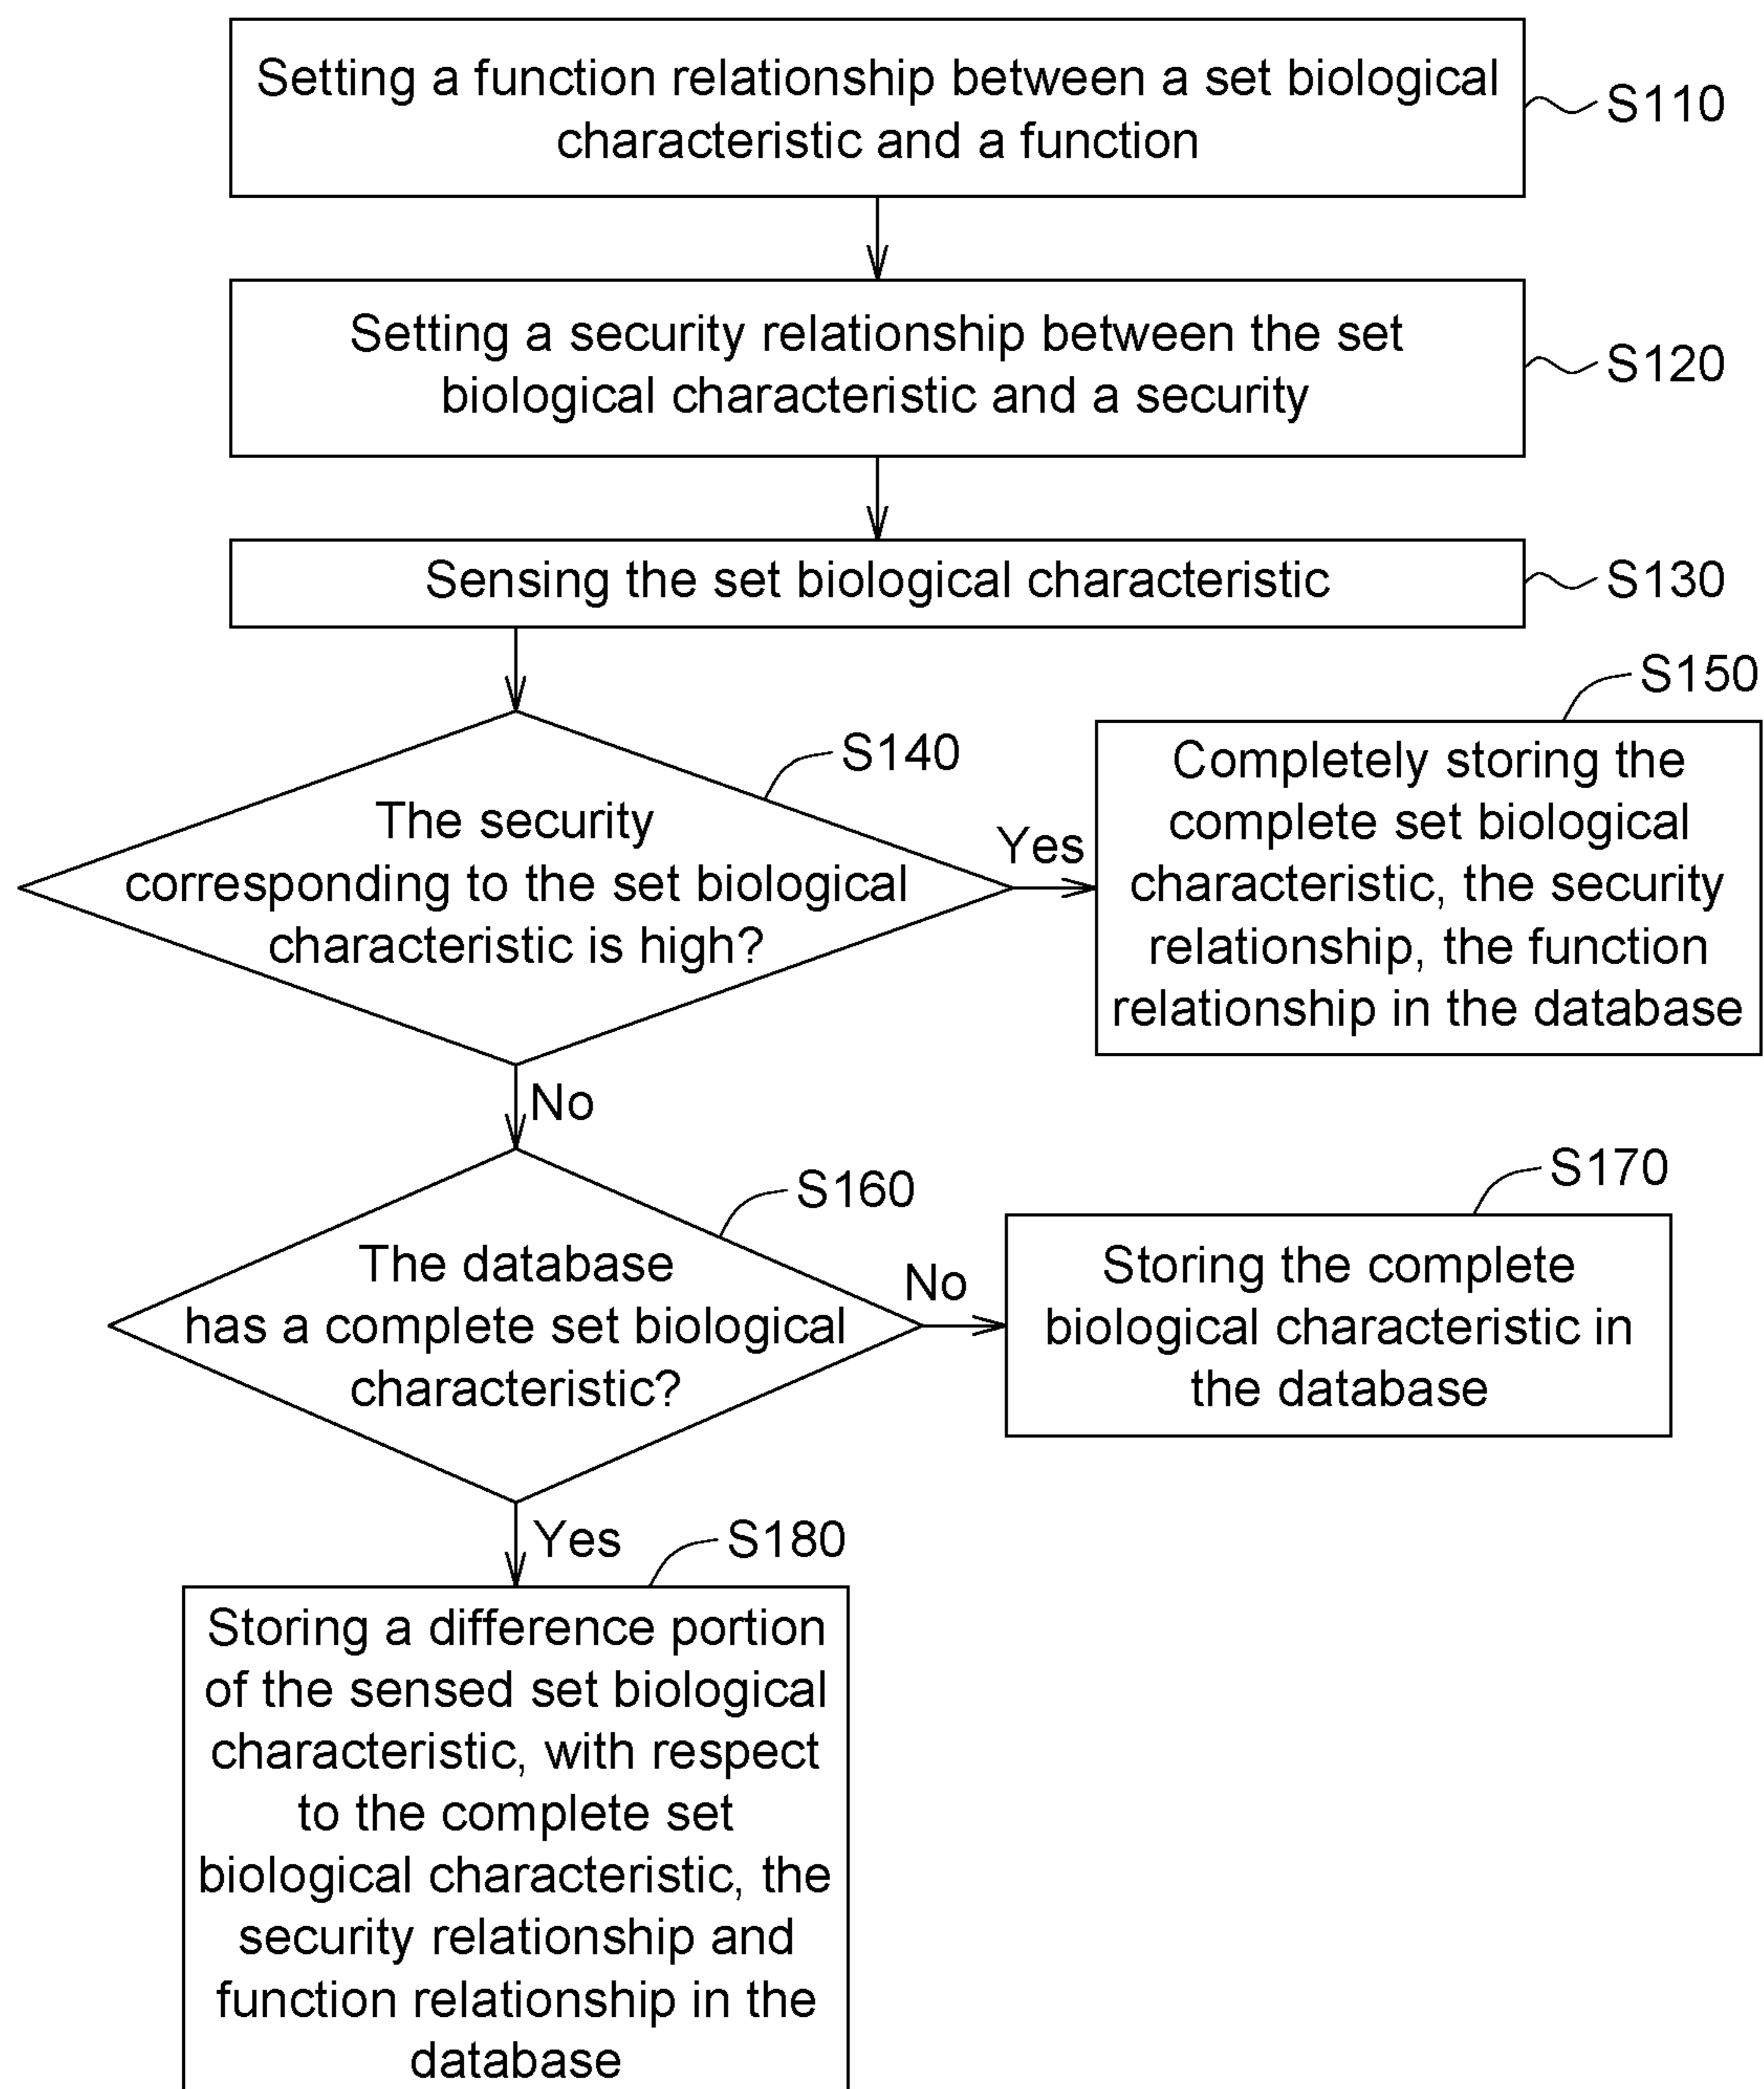 Setting a function relationship between a set biological
characteristic and a function
S110
Setting a security relationship between the set
biological characteristic and a security
S120
Sensing the set biological characteristic
S130
S140
The security
corresponding to the set biological
characteristic is high?
Yes
S150
Completely storing the
complete set biological
characteristic, the security
relationship, the function
relationship in the database
No
S160
The database
has a complete set biological
characteristic?
No
S170
Storing the complete
biological characteristic in
the database
Yes
S180
Storing a difference portion
of the sensed set biological
characteristic, with respect
to the complete set
biological characteristic, the
security relationship and
function relationship in the
database